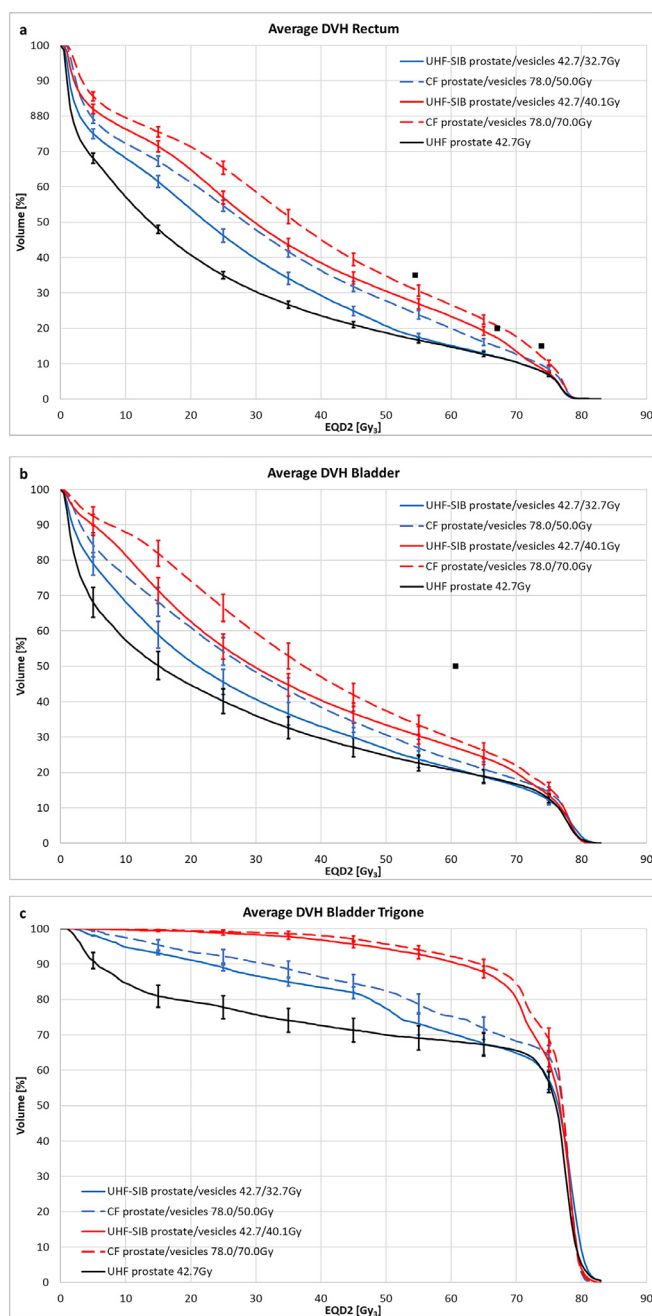 a
Average DVH Rectum
100
90
880
70
60
50
40
30
20
10
0
Volume [%]
UHF-SIB prostate/vesicles 42.7/32.7Gy
CF prostate/vesicles 78.0/50.0Gy
UHF-SIB prostate/vesicles 42.7/40.1Gy
CF prostate/vesicles 78.0/70.0Gy
UHF prostate 42.7Gy
0 10 20 30 40 50 60 70 80 90
EQD2 [Gy₃]
b
Average DVH Bladder
100
90
80
70
60
50
40
30
20
10
0
Volume [%]
UHF-SIB prostate/vesicles 42.7/32.7Gy
CF prostate/vesicles 78.0/50.0Gy
UHF-SIB prostate/vesicles 42.7/40.1Gy
CF prostate/vesicles 78.0/70.0Gy
UHF prostate 42.7Gy
0 10 20 30 40 50 60 70 80 90
EQD2 [Gy₃]
c
Average DVH Bladder Trigone
100
90
80
70
60
50
40
30
20
10
0
Volume [%]
UHF-SIB prostate/vesicles 42.7/32.7Gy
CF prostate/vesicles 78.0/50.0Gy
UHF-SIB prostate/vesicles 42.7/40.1Gy
CF prostate/vesicles 78.0/70.0Gy
UHF prostate 42.7Gy
0 10 20 30 40 50 60 70 80 90
EQD2 [Gy₃]